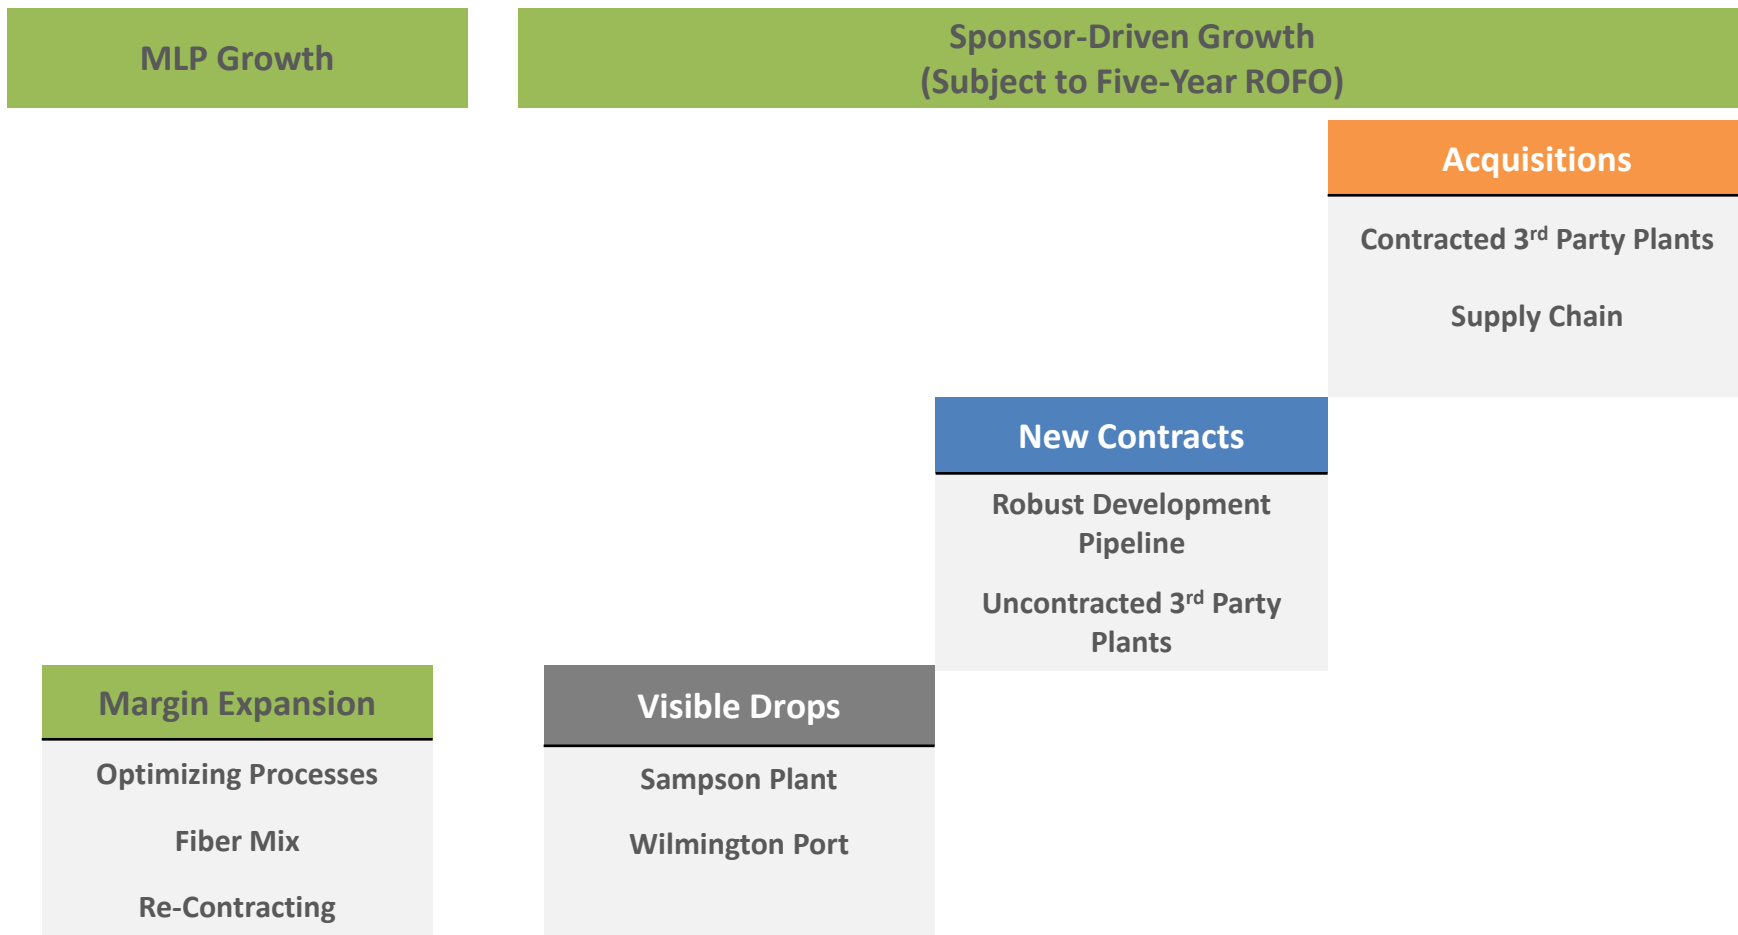 MLP Growth
Sponsor-Driven Growth
(Subject to Five-Year ROFO)
Acquisitions
Contracted 3rd Party Plants
Supply Chain
New Contracts
Robust Development
Pipeline
Uncontracted 3rd Party
Plants
Margin Expansion
Optimizing Processes
Fiber Mix
Re-Contracting
Visible Drops
Sampson Plant
Wilmington Port